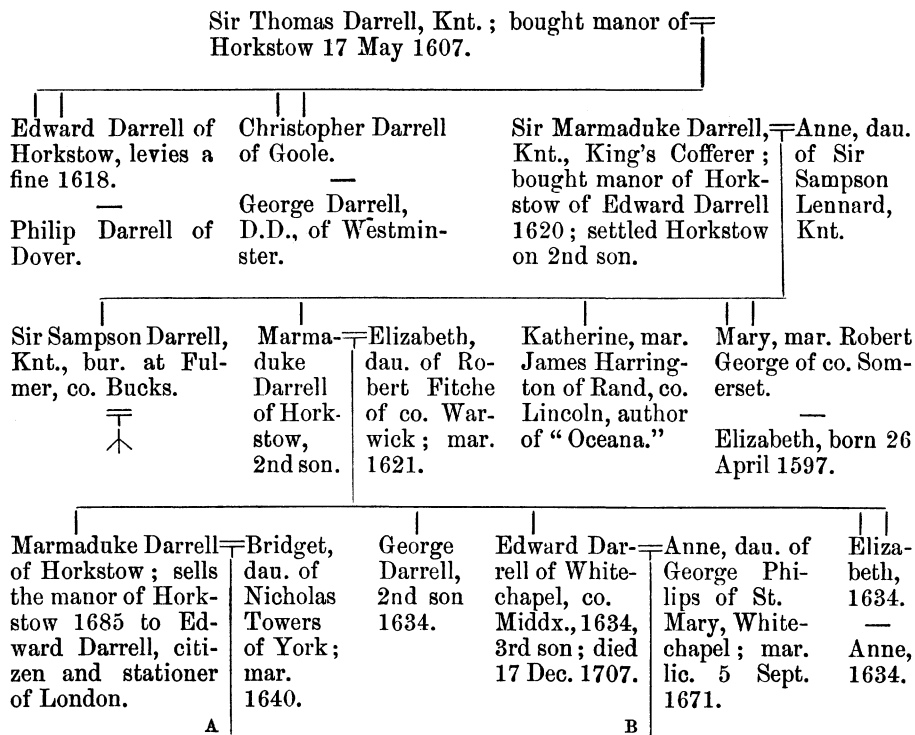 Sir Thomas Darrell, Knt. ; bought manor of
Horkstow 17 May 1607.
Edward Darrell of
Horkstow, levies a
fine 1618.
—
Philip Darrell of
Dover.
Christopher Darrell
of Goole.
—
George Darrell,
D.D., of Westmin-
ster.
Sir Marmaduke Darrell,
Knt., King's Cofferer ;
bought manor of Hork-
stow of Edward Darrell
1620 ; settled Horkstow
on 2nd son.
Anne, dau.
of Sir
Sampson
Lennard,
Knt.
Sir Sampson Darrell,
Knt., bur. at Ful-
mer, co. Bucks.
Marma-
duke
Darrell
of Hork-
stow,
2nd son.
Elizabeth,
dau. of Ro-
bert Fitche
of co. War-
wick ; mar.
1621.
Katherine, mar.
James Harring-
ton of Rand, co.
Lincoln, author
of "Oceana."
Mary, mar. Robert
George of co. Som-
erset.
—
Elizabeth, born 26
April 1597.
Marmaduke Darrell
of Horkstow ; sells
the manor of Hork-
stow 1685 to Ed-
ward Darrell, citi-
zen and stationer
of London.
A
Bridget,
dau. of
Nicholas
Towers
of York ;
mar.
1640.
George
Darrell,
2nd son
1634.
Edward Dar-
rell of White-
chapel, co.
Middx., 1634,
3rd son ; died
17 Dec. 1707.
B
Anne, dau. of
George Phi-
lips of St.
Mary, White-
chapel ; mar.
lic. 5 Sept.
1671.
Eliza-
beth,
1634.
—
Anne,
1634.